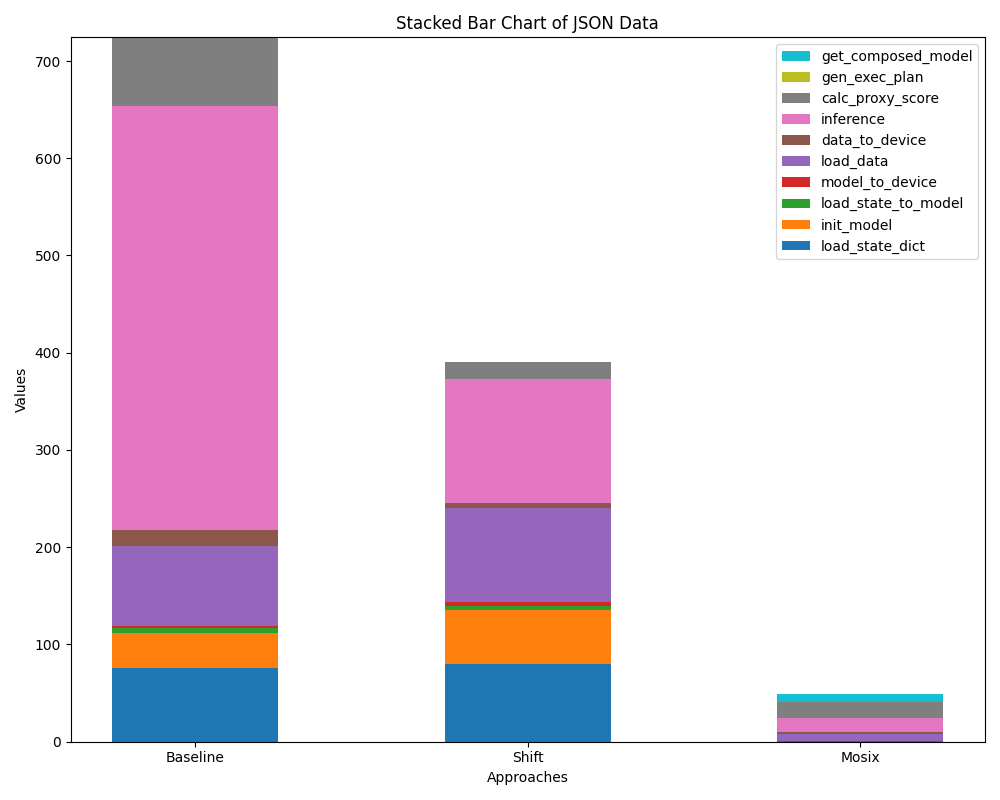 Stacked Bar Chart of JSON Data
700
600
500
400
300
200
100
0
Values
get_composed_model
gen_exec_plan
calc_proxy_score
inference
data_to_device
load_data
model_to_device
load_state_to_model
init_model
load_state_dict
Baseline
Shift
Mosix
Approaches